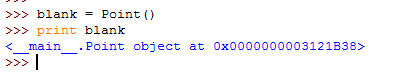 >>> blank = Point()
>>> print blank
<__main__.Point object at 0x0000000003121B38>
>>>